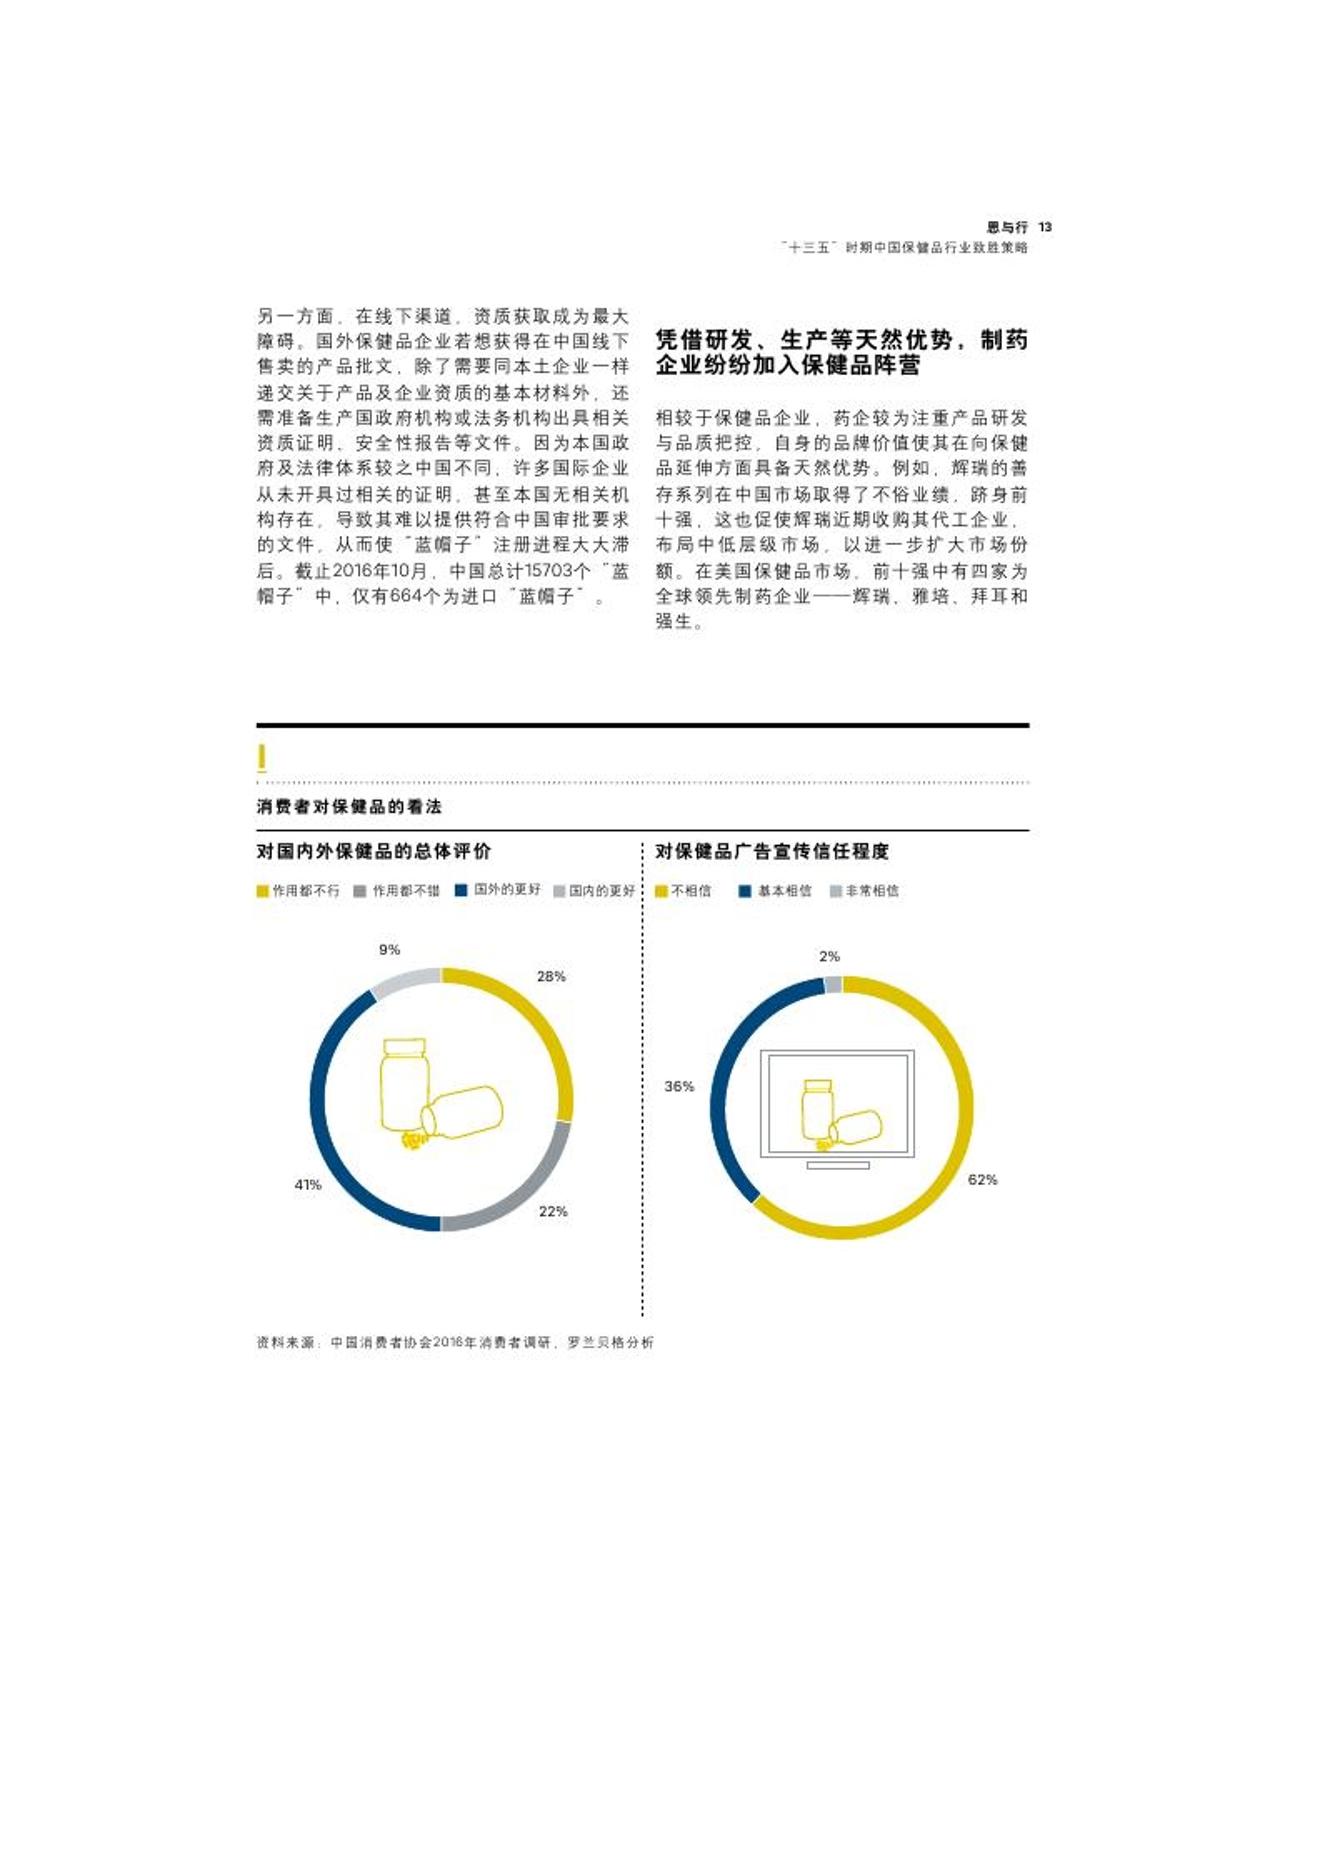 思与行 13
“十三五”时期中国保健品行业致胜策略
另一方面，在线下渠道，资质获取成为最大
障碍。国外保健品企业若想获得在中国线下
售卖的产品批文，除了需要同本土企业一样
递交关于产品及企业资质的基本材料外，还
需准备生产国政府机构或法务机构出具相关
资质证明、安全性报告等文件。因为本国政
府及法律体系较之中国不同，许多国际企业
从未开具过相关的证明，甚至本国无相关机
构存在，导致其难以提供符合中国审批要求
的文件，从而使“蓝帽子”注册进程大大滞
后。截止2016年10月，中国总计15703个“蓝
帽子”中，仅有664个为进口“蓝帽子”。
凭借研发、生产等天然优势，制药
企业纷纷加入保健品阵营
相较于保健品企业，药企较为注重产品研发
与品质把控，自身的品牌价值使其在向保健
品延伸方面具备天然优势。例如，辉瑞的善
存系列在中国市场取得了不俗业绩，跻身前
十强，这也促使辉瑞近期收购其代工企业，
布局中低层级市场，以进一步扩大市场份
额。在美国保健品市场，前十强中有四家为
全球领先制药企业——辉瑞、雅培、拜耳和
强生。
I
消费者对保健品的看法
对国内外保健品的总体评价
作用都不行 作用都不错 国外的更好 国内的更好
9%
28%
41%
22%
对保健品广告宣传信任程度
不相信 基本相信 非常相信
2%
36%
62%
资料来源：中国消费者协会2016年消费者调研，罗兰贝格分析